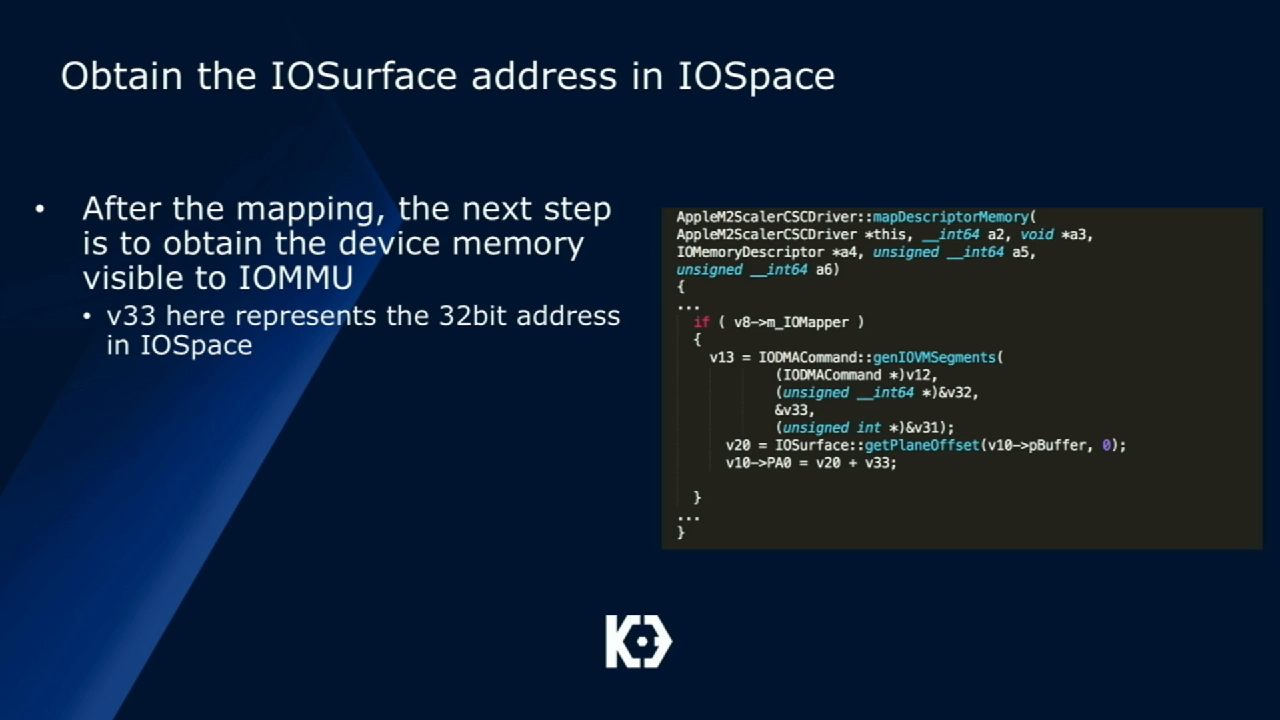 Obtain the IOSurface address in IOSpace
• After the mapping, the next step
is to obtain the device memory
visible to IOMMU
• v33 here represents the 32bit address
in IOSpace
AppleM2ScalerCSCDriver::mapDescriptorMemory(
AppleM2ScalerCSCDriver *this, __int64 a2, void *a3,
IOMemoryDescriptor *a4, unsigned __int64 a5,
unsigned __int64 a6)
{
...
if ( v8->m_IOMapper )
{
v13 = IODMACommand::genIOVMSegments(
(IODMACommand *)v12,
(unsigned __int64 *)&v32,
&v33,
(unsigned int *)&v31);
v20 = IOSurface::getPlaneOffset(v10->pBuffer, 0);
v10->PA0 = v20 + v33;
}
...
}